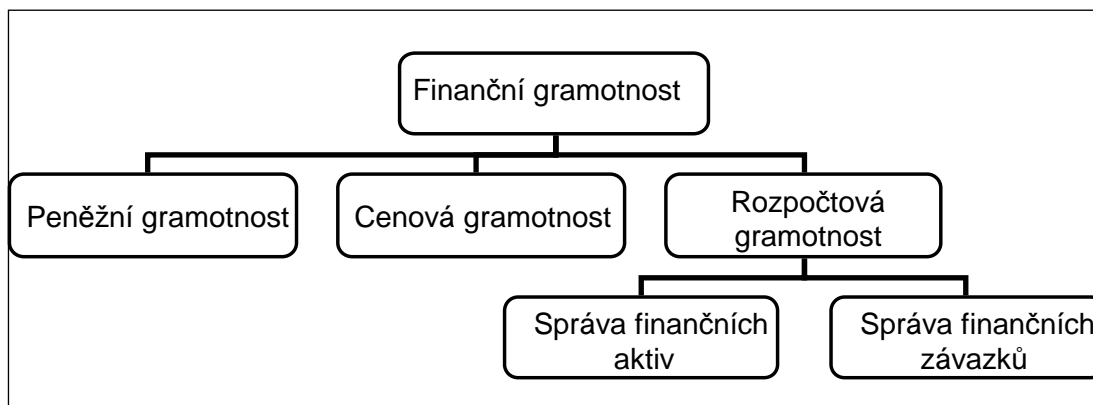 Finanční gramotnost
Peněžní gramotnost
Cenová gramotnost
Rozpočtová
gramotnost
Správa finančních
aktiv
Správa finančních
závazků